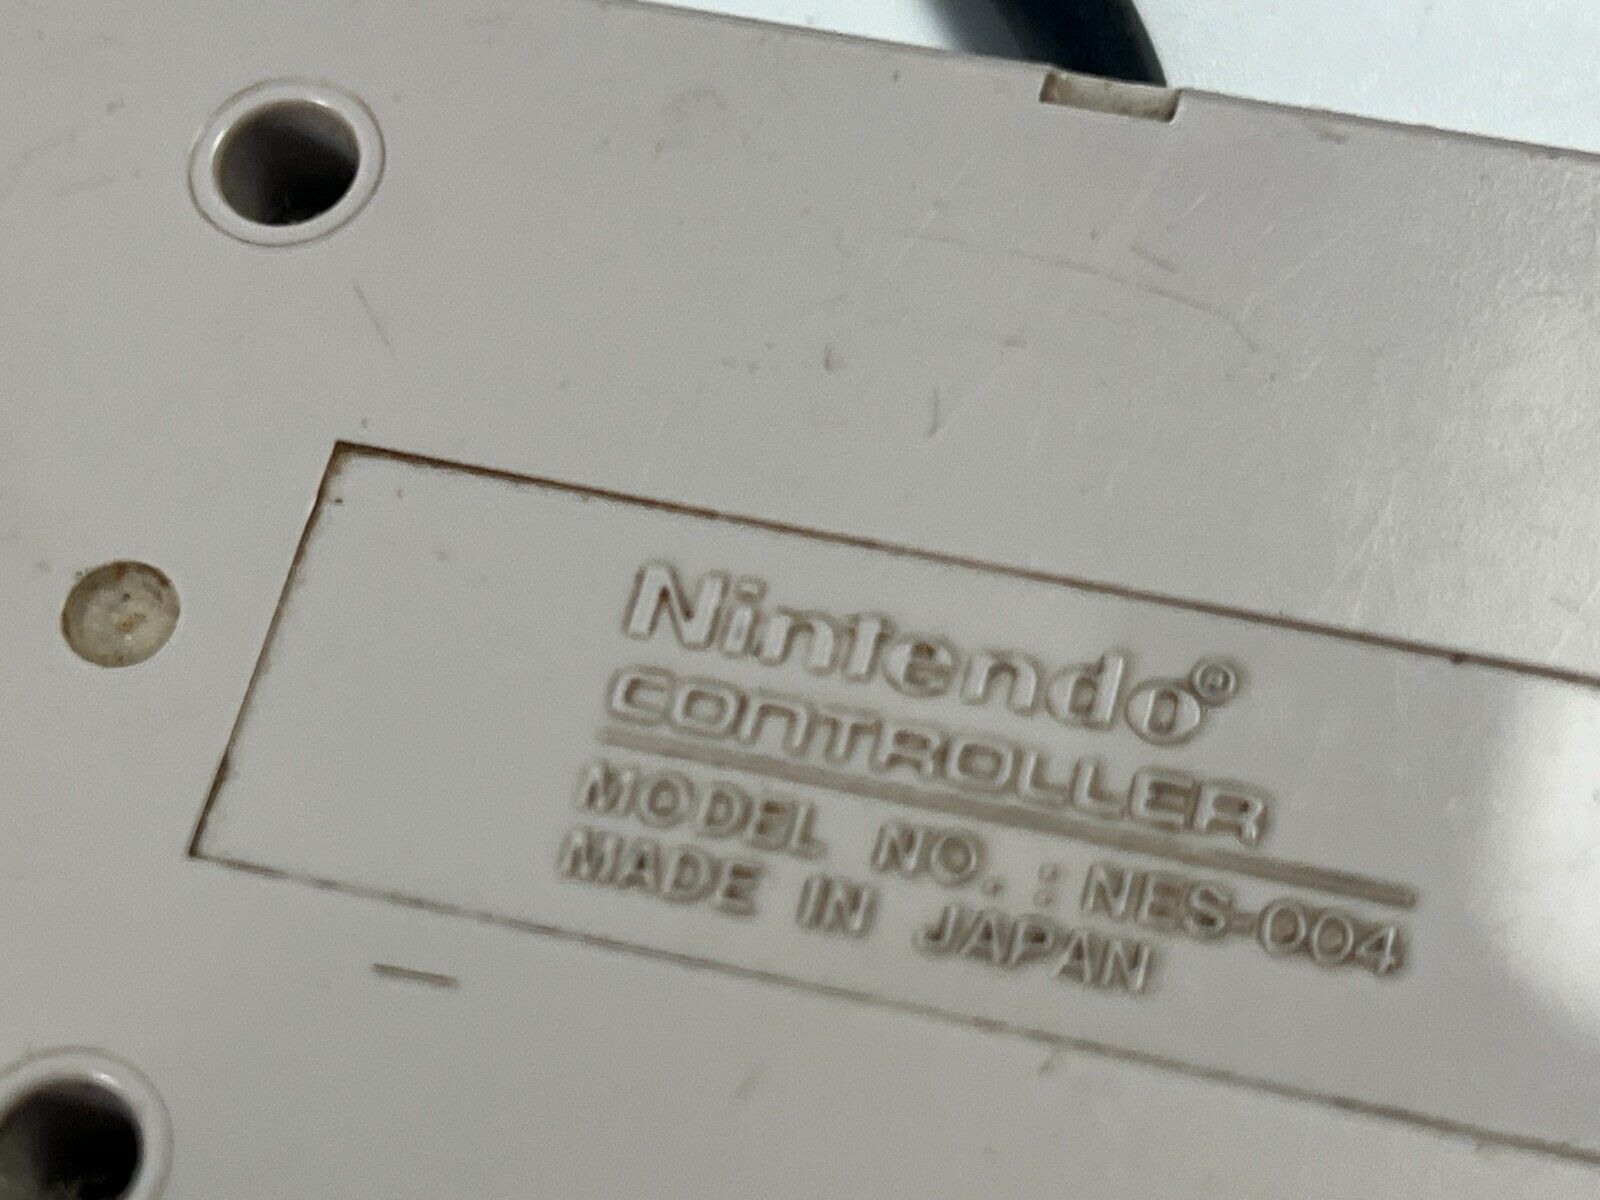 Nintendo®
CONTROLLER
MODEL NO. : NES-004
MADE IN JAPAN